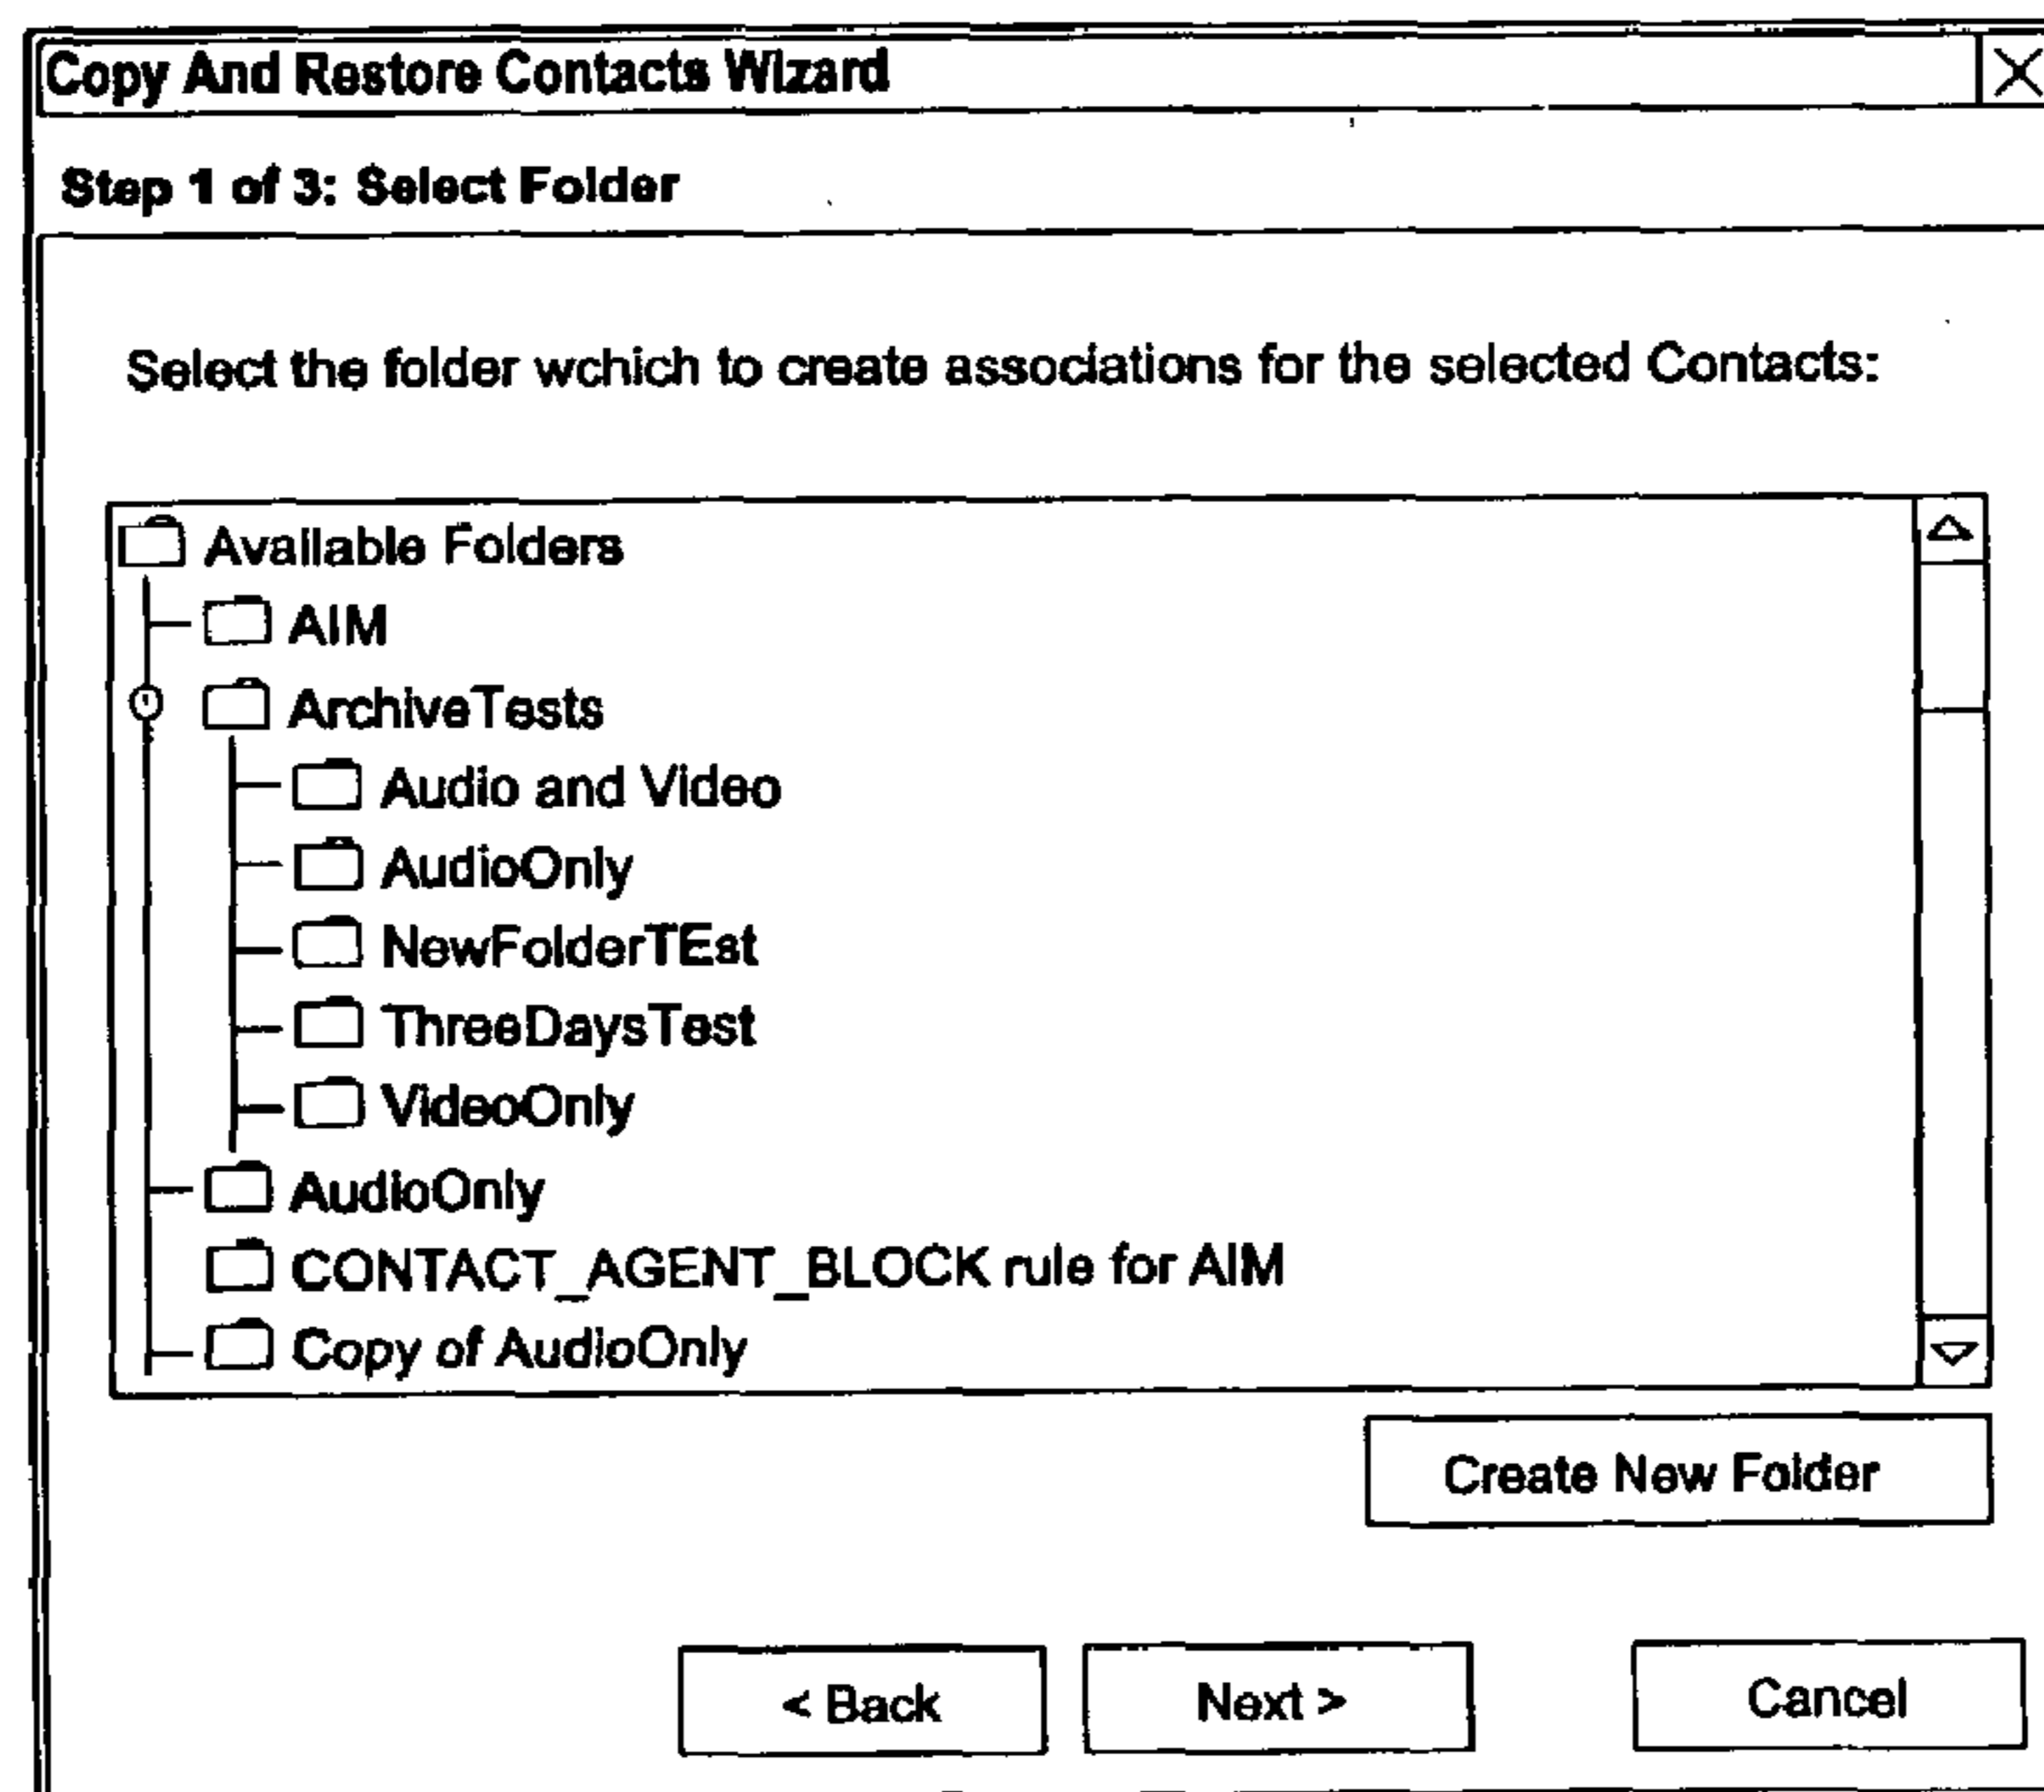 Copy And Restore Contacts Wizard
Step 1 of 3: Select Folder
Select the folder wchich to create associations for the selected Contacts:
Available Folders
AIM
ArchiveTests
Audio and Video
AudioOnly
NewFolderTEst
ThreeDaysTest
VideoOnly
AudioOnly
CONTACT_AGENT_BLOCK rule for AIM
Copy of AudioOnly
Create New Folder
< Back Next > Cancel